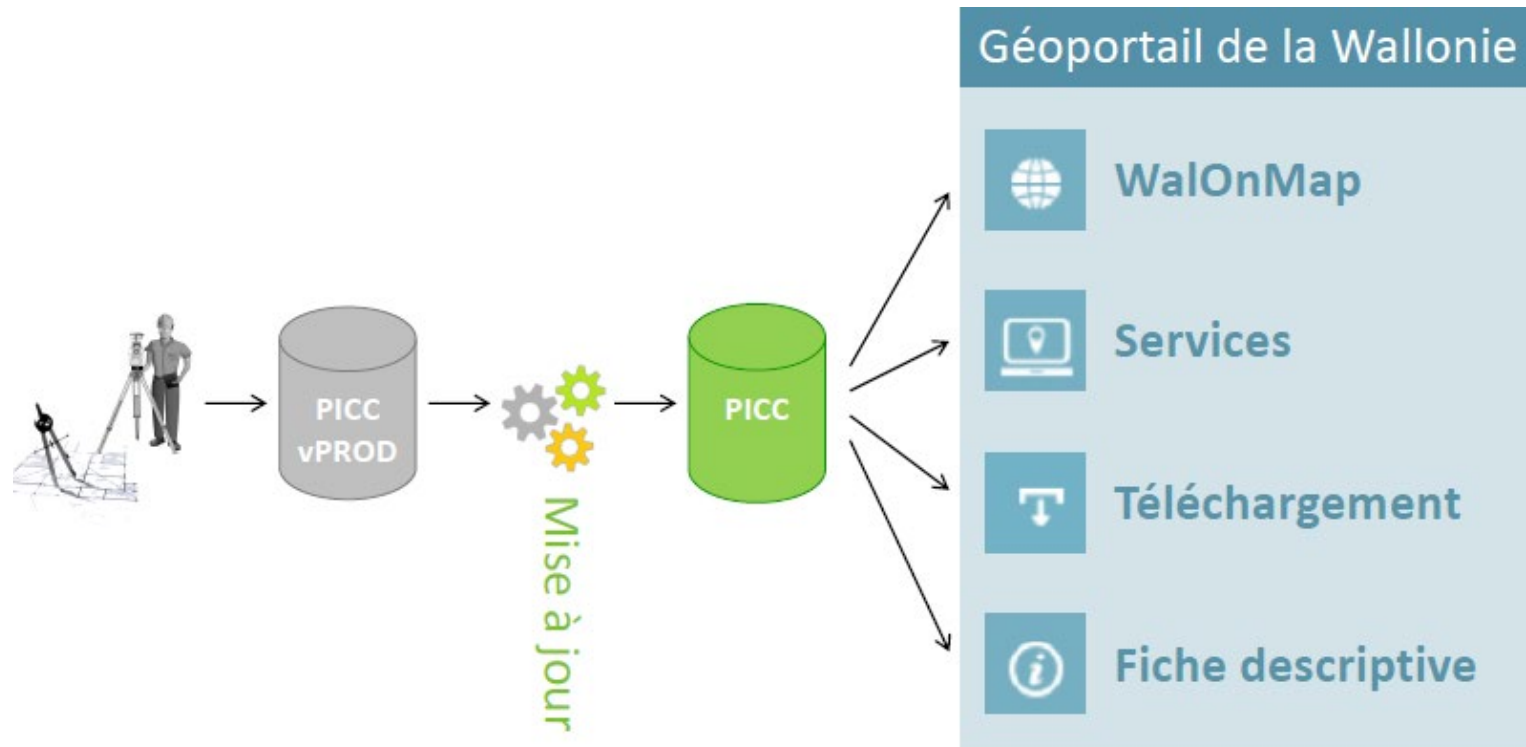 Géoportail de la Wallonie
WalOnMap
Services
Téléchargement
Fiche descriptive
PICC
vPROD
Mise à jour
PICC